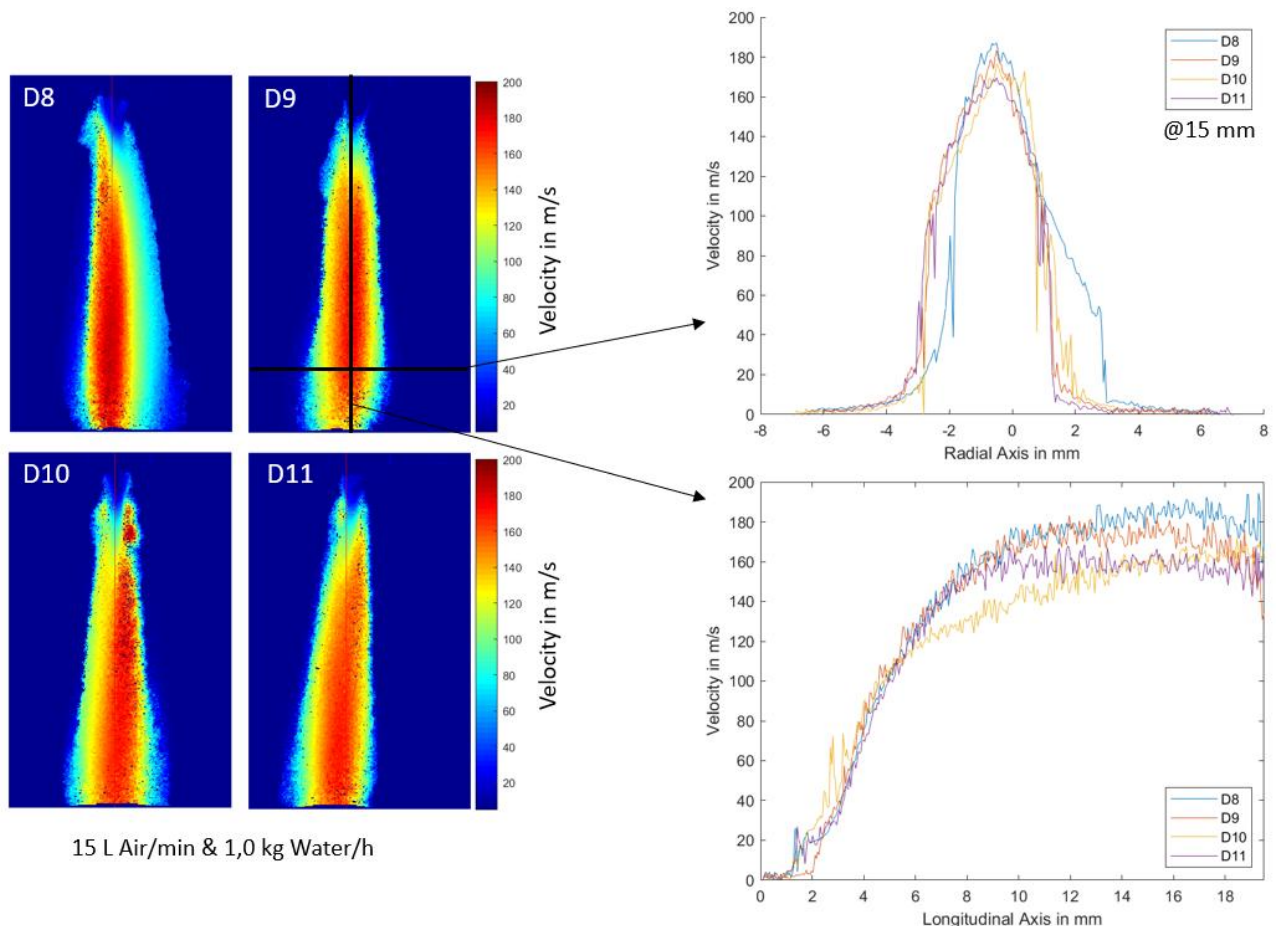 D8
D9
200
180
160
140
120
100
80
60
40
20
Velocity in m/s
D10
D11
200
180
160
140
120
100
80
60
40
20
Velocity in m/s
15 L Air/min & 1,0 kg Water/h
200
180
160
140
120
100
80
60
40
20
0
Velocity in m/s
-8 -6 -4 -2 0 2 4 6 8
Radial Axis in mm
D8
D9
D10
D11
@15 mm
200
180
160
140
120
100
80
60
40
20
0
Velocity in m/s
0 2 4 6 8 10 12 14 16 18
Longitudinal Axis in mm
D8
D9
D10
D11